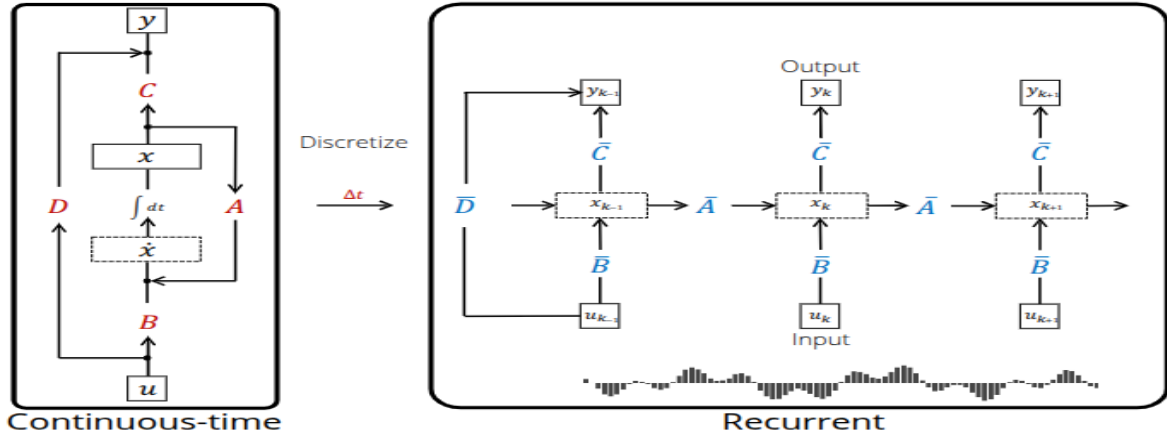 y
C
x
D
∫ dt
A
ẋ
B
u
Continuous-time
Discretize
Δt
Output
y_{k-1}
y_k
y_{k+1}
C̄ C̄ C̄
D̄
x_{k-1}
Ā
x_k
Ā
x_{k+1}
B̄ B̄ B̄
u_{k-1}
u_k
u_{k+1}
Input
Recurrent